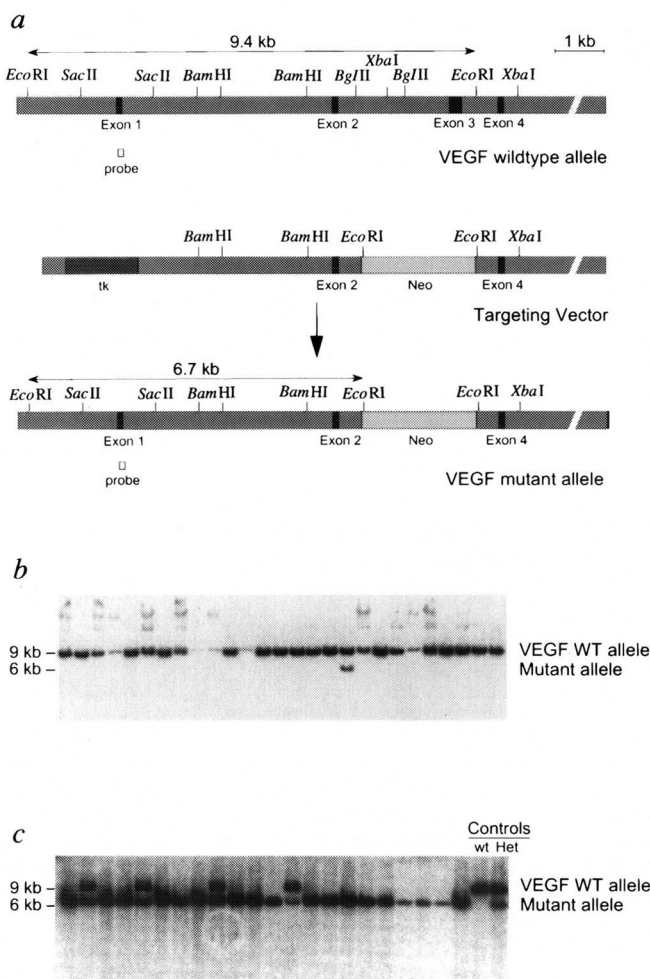 a
9.4 kb
1 kb
EcoRI SacII SacII BamHI BamHI BglII XbaI BglII EcoRI XbaI
Exon 1 Exon 2 Exon 3 Exon 4
probe
VEGF wildtype allele
BamHI BamHI EcoRI EcoRI XbaI
tk Exon 2 Neo Exon 4
Targeting Vector
6.7 kb
EcoRI SacII SacII BamHI BamHI EcoRI EcoRI XbaI
Exon 1 Exon 2 Neo Exon 4
probe
VEGF mutant allele
b
9 kb VEGF WT allele
6 kb Mutant allele
c
Controls
wt Het
9 kb VEGF WT allele
6 kb Mutant allele